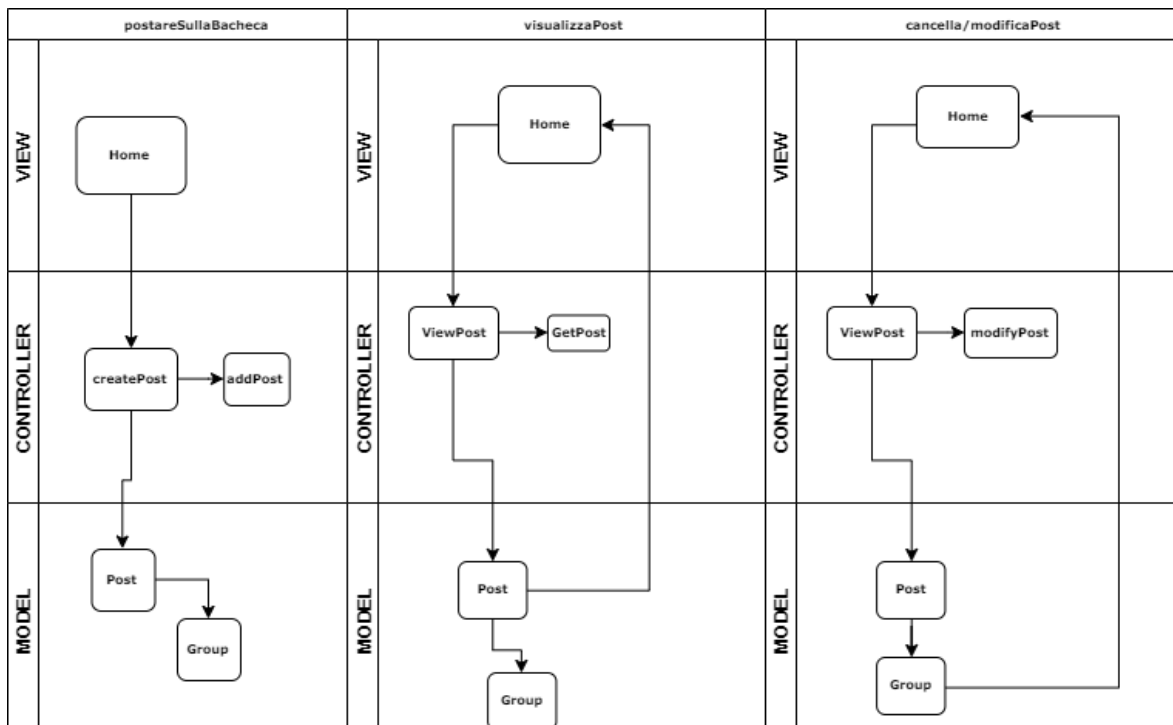 postareSullaBacheca
visualizzaPost
cancella/modificaPost
VIEW
Home
VIEW
Home
VIEW
Home
CONTROLLER
createPost
addPost
CONTROLLER
ViewPost
GetPost
CONTROLLER
ViewPost
modifyPost
MODEL
Post
Group
MODEL
Post
Group
MODEL
Post
Group